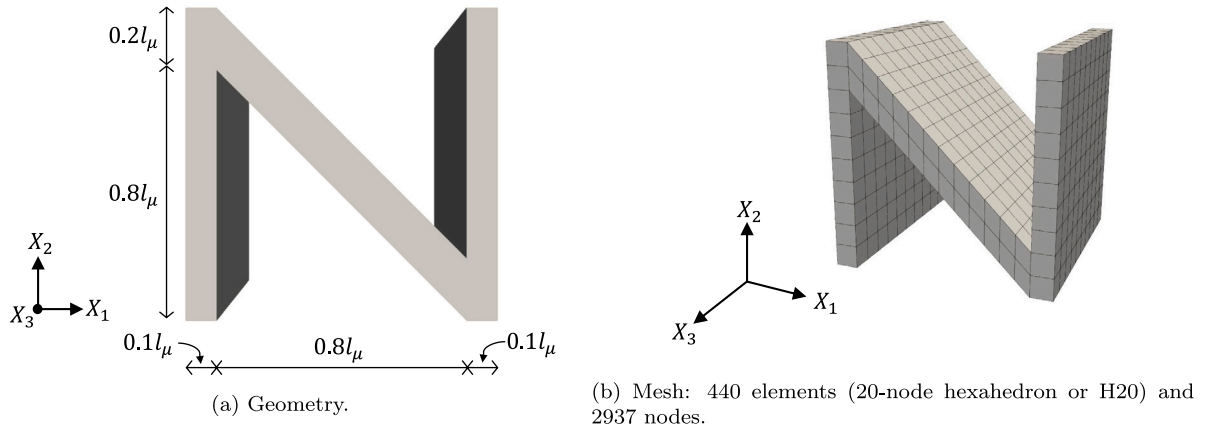 0.2l_μ
0.8l_μ
X_2
X_3
X_1
0.1l_μ
0.8l_μ
0.1l_μ
(a) Geometry.
X_2
X_1
X_3
(b) Mesh: 440 elements (20-node hexahedron or H20) and
2937 nodes.